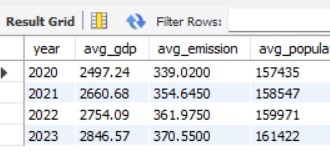 Result Grid Filter Rows:
year avg_gdp avg_emission avg_popula
2020 2497.24 339.0200 157435
2021 2660.68 354.6450 158547
2022 2754.09 361.9750 159971
2023 2846.57 370.5500 161422